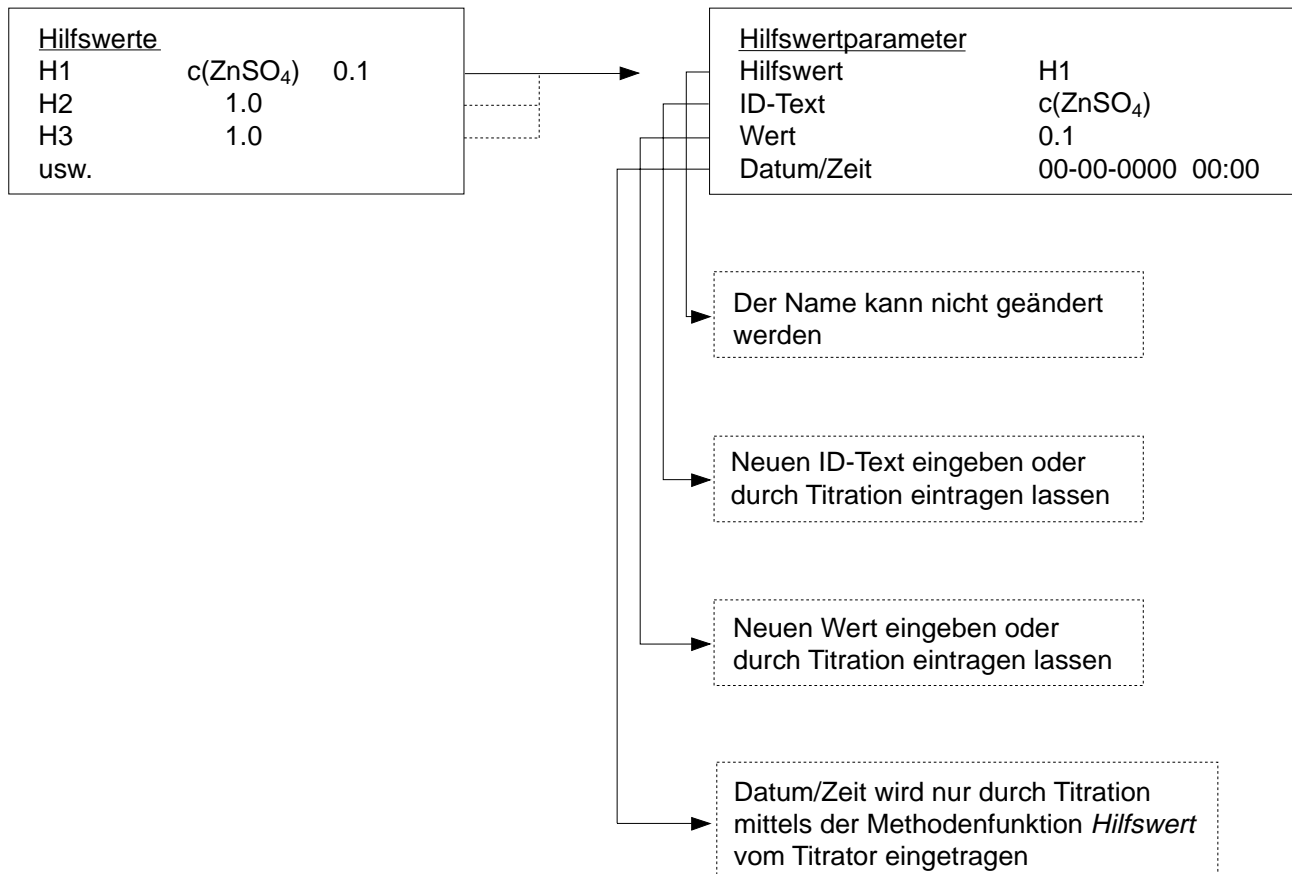 Hilfswerte
H1 c(ZnSO₄) 0.1
H2 1.0
H3 1.0
usw.
Hilfswertparameter
Hilfswert H1
ID-Text c(ZnSO₄)
Wert 0.1
Datum/Zeit 00-00-0000 00:00
Der Name kann nicht geändert
werden
Neuen ID-Text eingeben oder
durch Titration eintragen lassen
Neuen Wert eingeben oder
durch Titration eintragen lassen
Datum/Zeit wird nur durch Titration
mittels der Methodenfunktion Hilfswert
vom Titrator eingetragen